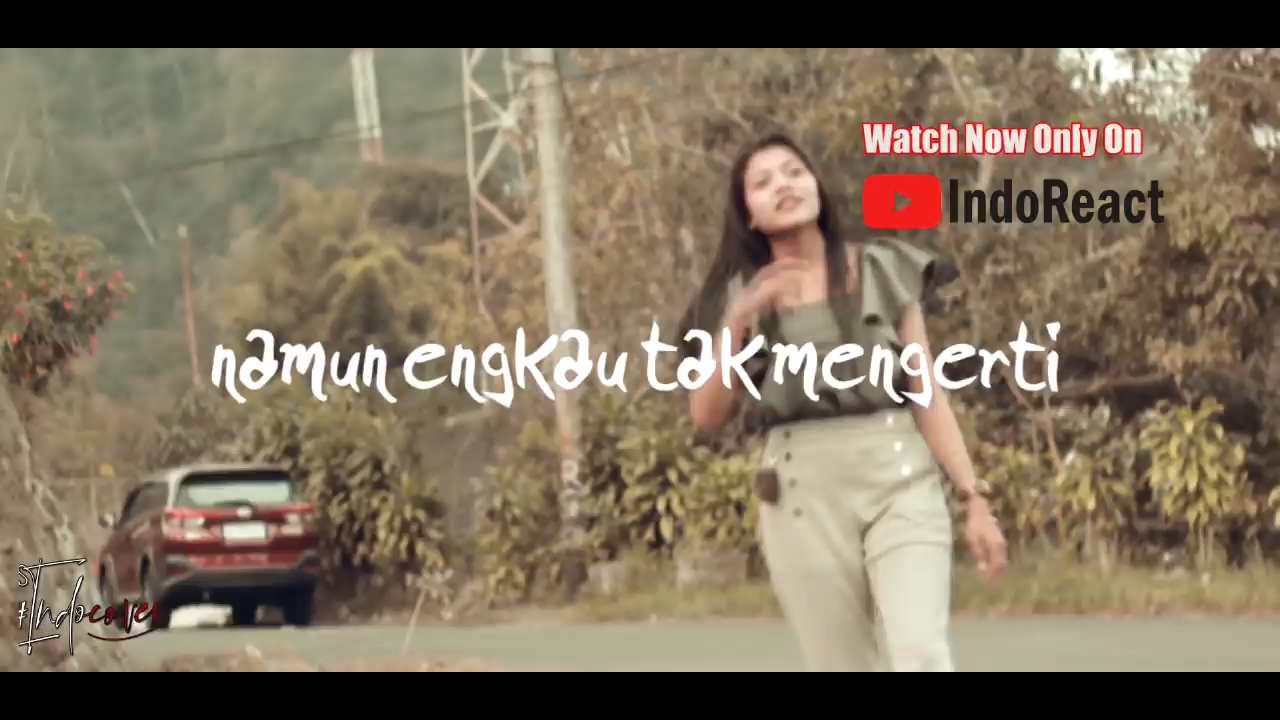 Watch Now Only On
IndoReact
namun engkau tak mengerti
Indocover